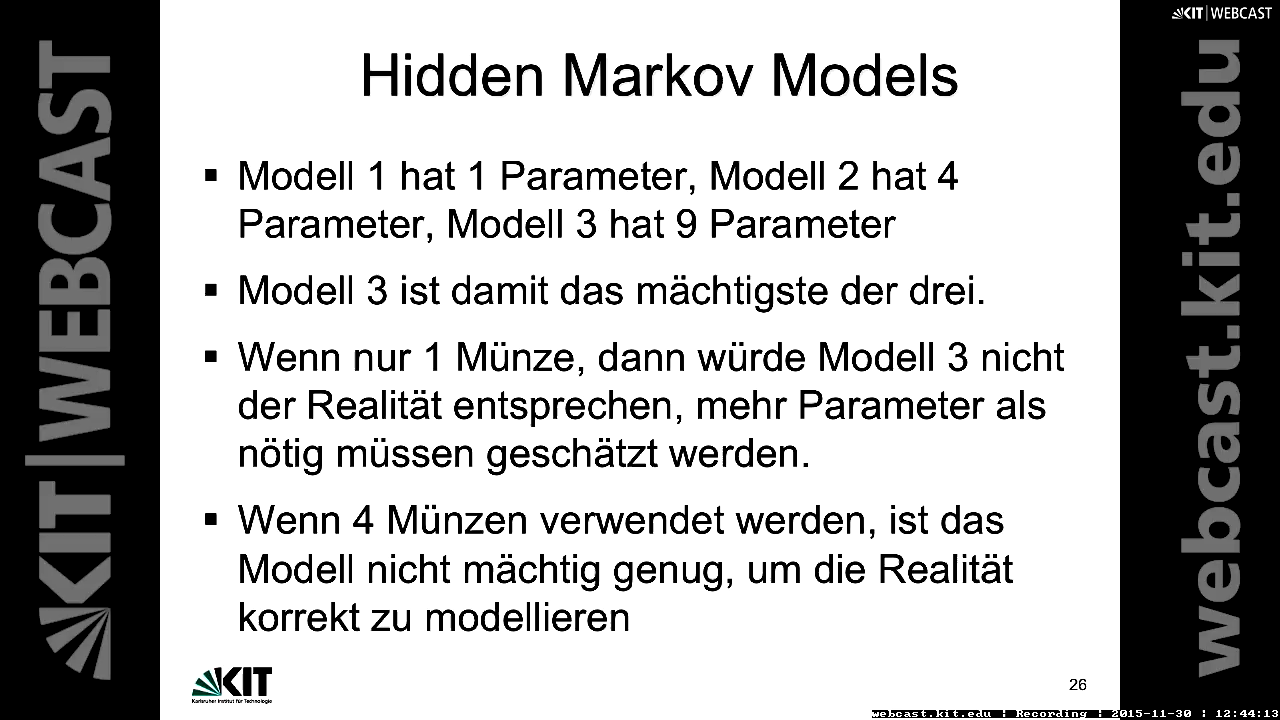 KIT | WEBCAST
KIT|WEBCAST
webcast.kit.edu
Hidden Markov Models
▪ Modell 1 hat 1 Parameter, Modell 2 hat 4
Parameter, Modell 3 hat 9 Parameter
▪ Modell 3 ist damit das mächtigste der drei.
▪ Wenn nur 1 Münze, dann würde Modell 3 nicht
der Realität entsprechen, mehr Parameter als
nötig müssen geschätzt werden.
▪ Wenn 4 Münzen verwendet werden, ist das
Modell nicht mächtig genug, um die Realität
korrekt zu modellieren
KIT
Karlsruher Institut für Technologie
26
webcast.kit.edu | Recording | 2015-11-30 | 12:44:13